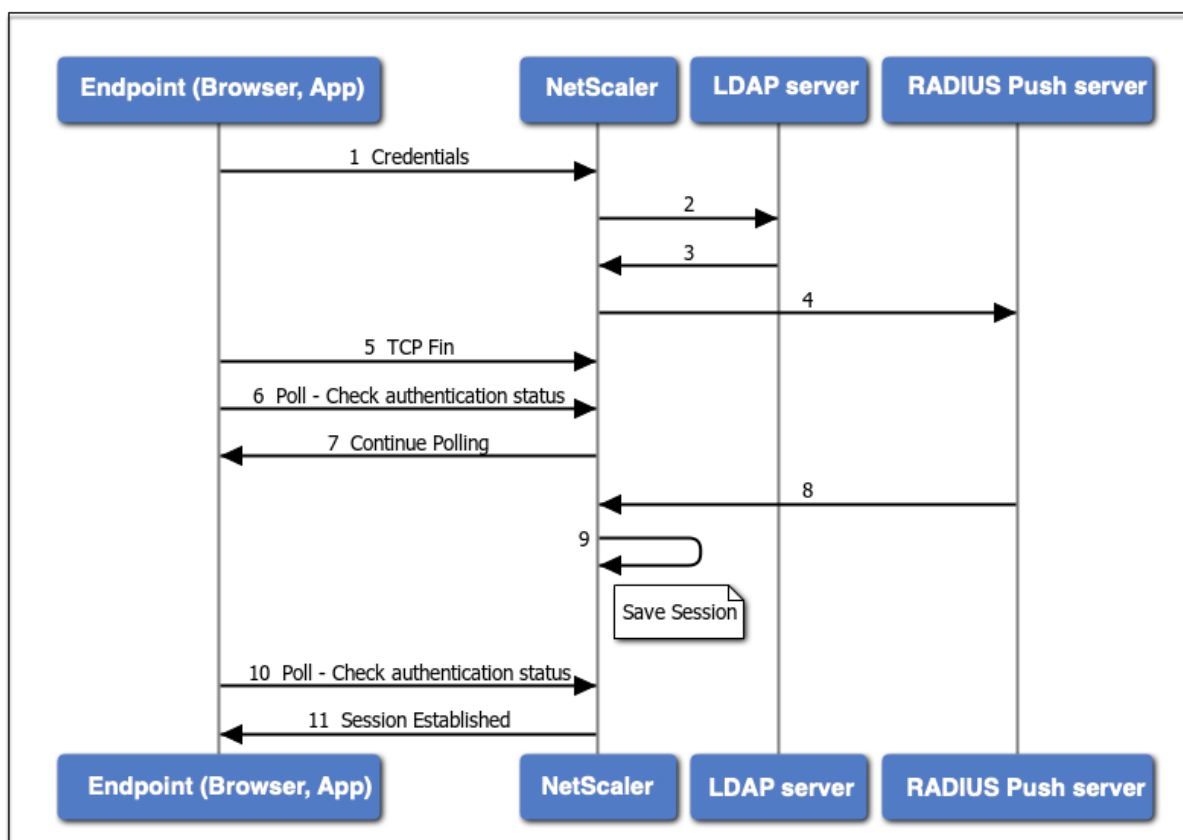 Endpoint (Browser, App)
NetScaler
LDAP server
RADIUS Push server
1 Credentials
2
3
4
5 TCP Fin
6 Poll - Check authentication status
7 Continue Polling
8
9
Save Session
10 Poll - Check authentication status
11 Session Established
Endpoint (Browser, App)
NetScaler
LDAP server
RADIUS Push server